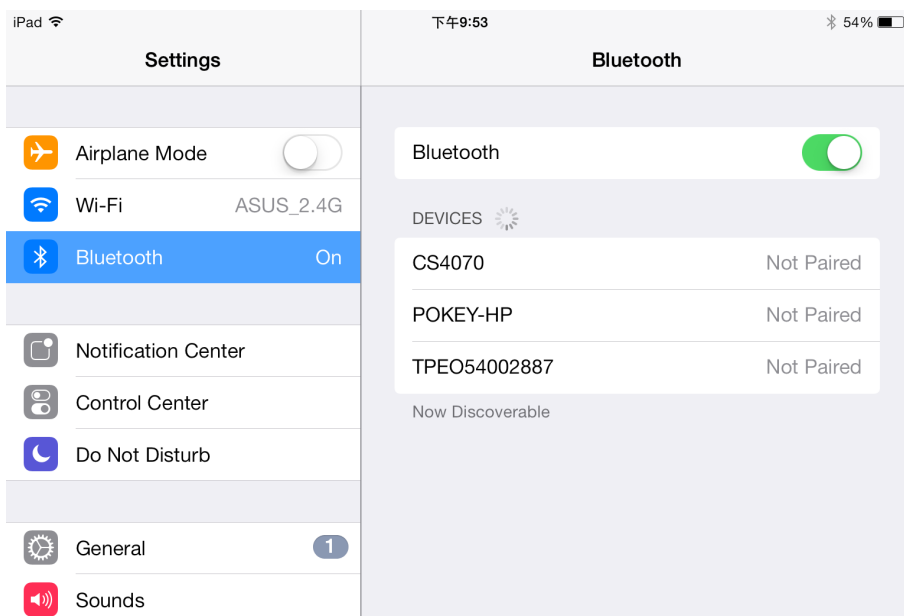 iPad 下午9:53 54%
Settings
Bluetooth
Airplane Mode
Wi-Fi ASUS_2.4G
Bluetooth On
Notification Center
Control Center
Do Not Disturb
General 1
Sounds
Bluetooth
DEVICES
CS4070 Not Paired
POKEY-HP Not Paired
TPEO54002887 Not Paired
Now Discoverable